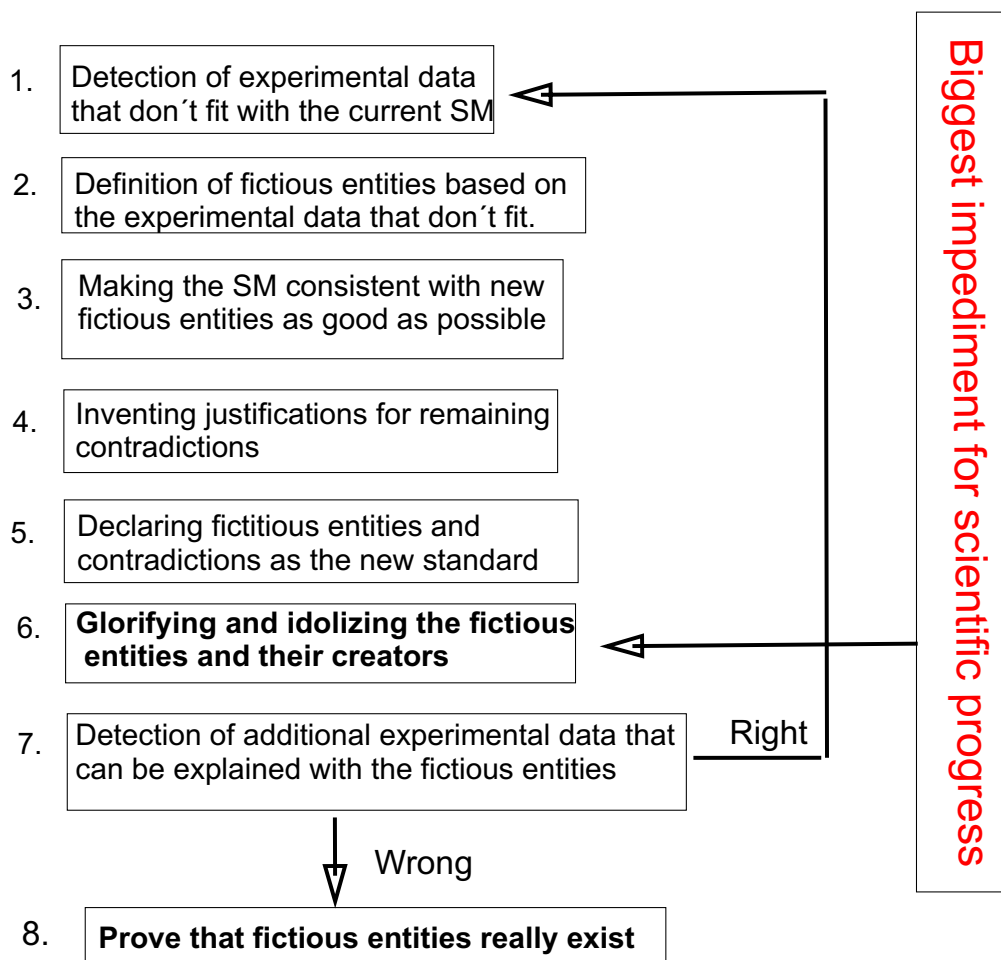 1. Detection of experimental data
that don´t fit with the current SM
2. Definition of fictious entities based on
the experimental data that don´t fit.
3. Making the SM consistent with new
fictious entities as good as possible
4. Inventing justifications for remaining
contradictions
5. Declaring fictitious entities and
contradictions as the new standard
6. Glorifying and idolizing the fictious
entities and their creators
7. Detection of additional experimental data that
can be explained with the fictious entities
Right
Wrong
8. Prove that fictious entities really exist
Biggest impediment for scientific progress